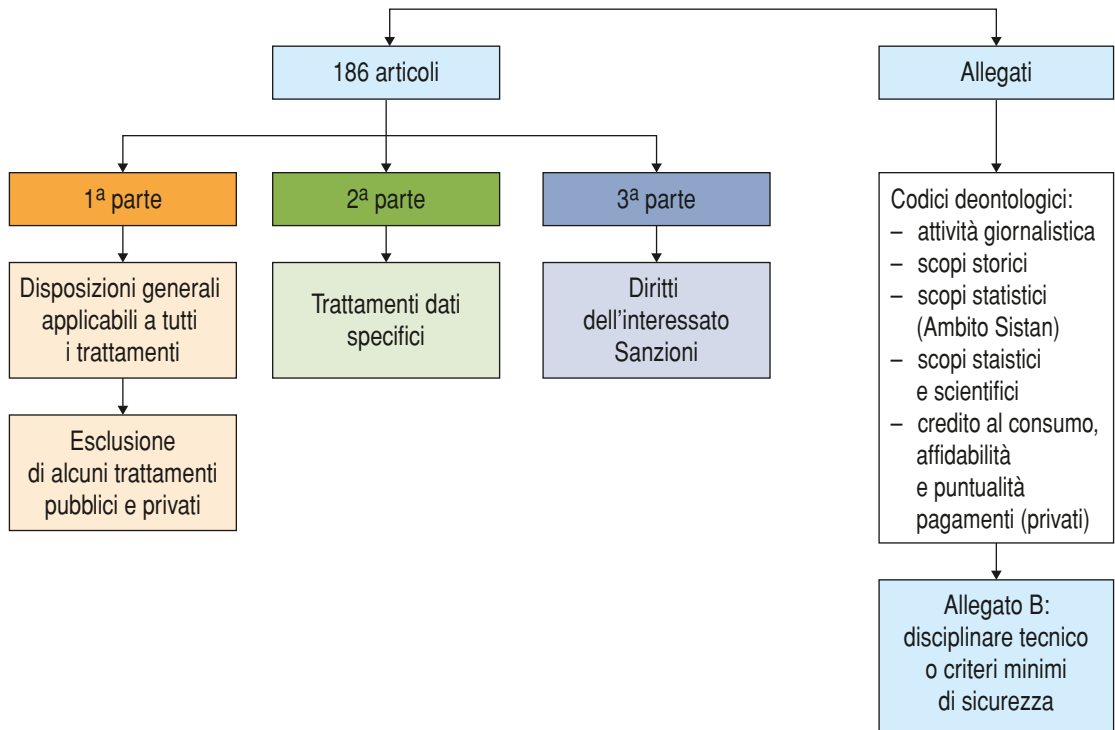 186 articoli
Allegati
1ª parte
2ª parte
3ª parte
Disposizioni generali
applicabili a tutti
i trattamenti
Trattamenti dati
specifici
Diritti
dell'interessato
Sanzioni
Esclusione
di alcuni trattamenti
pubblici e privati
Codici deontologici:
– attività giornalistica
– scopi storici
– scopi statistici
(Ambito Sistan)
– scopi staistici
e scientifici
– credito al consumo,
affidabilità
e puntualità
pagamenti (privati)
Allegato B:
disciplinare tecnico
o criteri minimi
di sicurezza